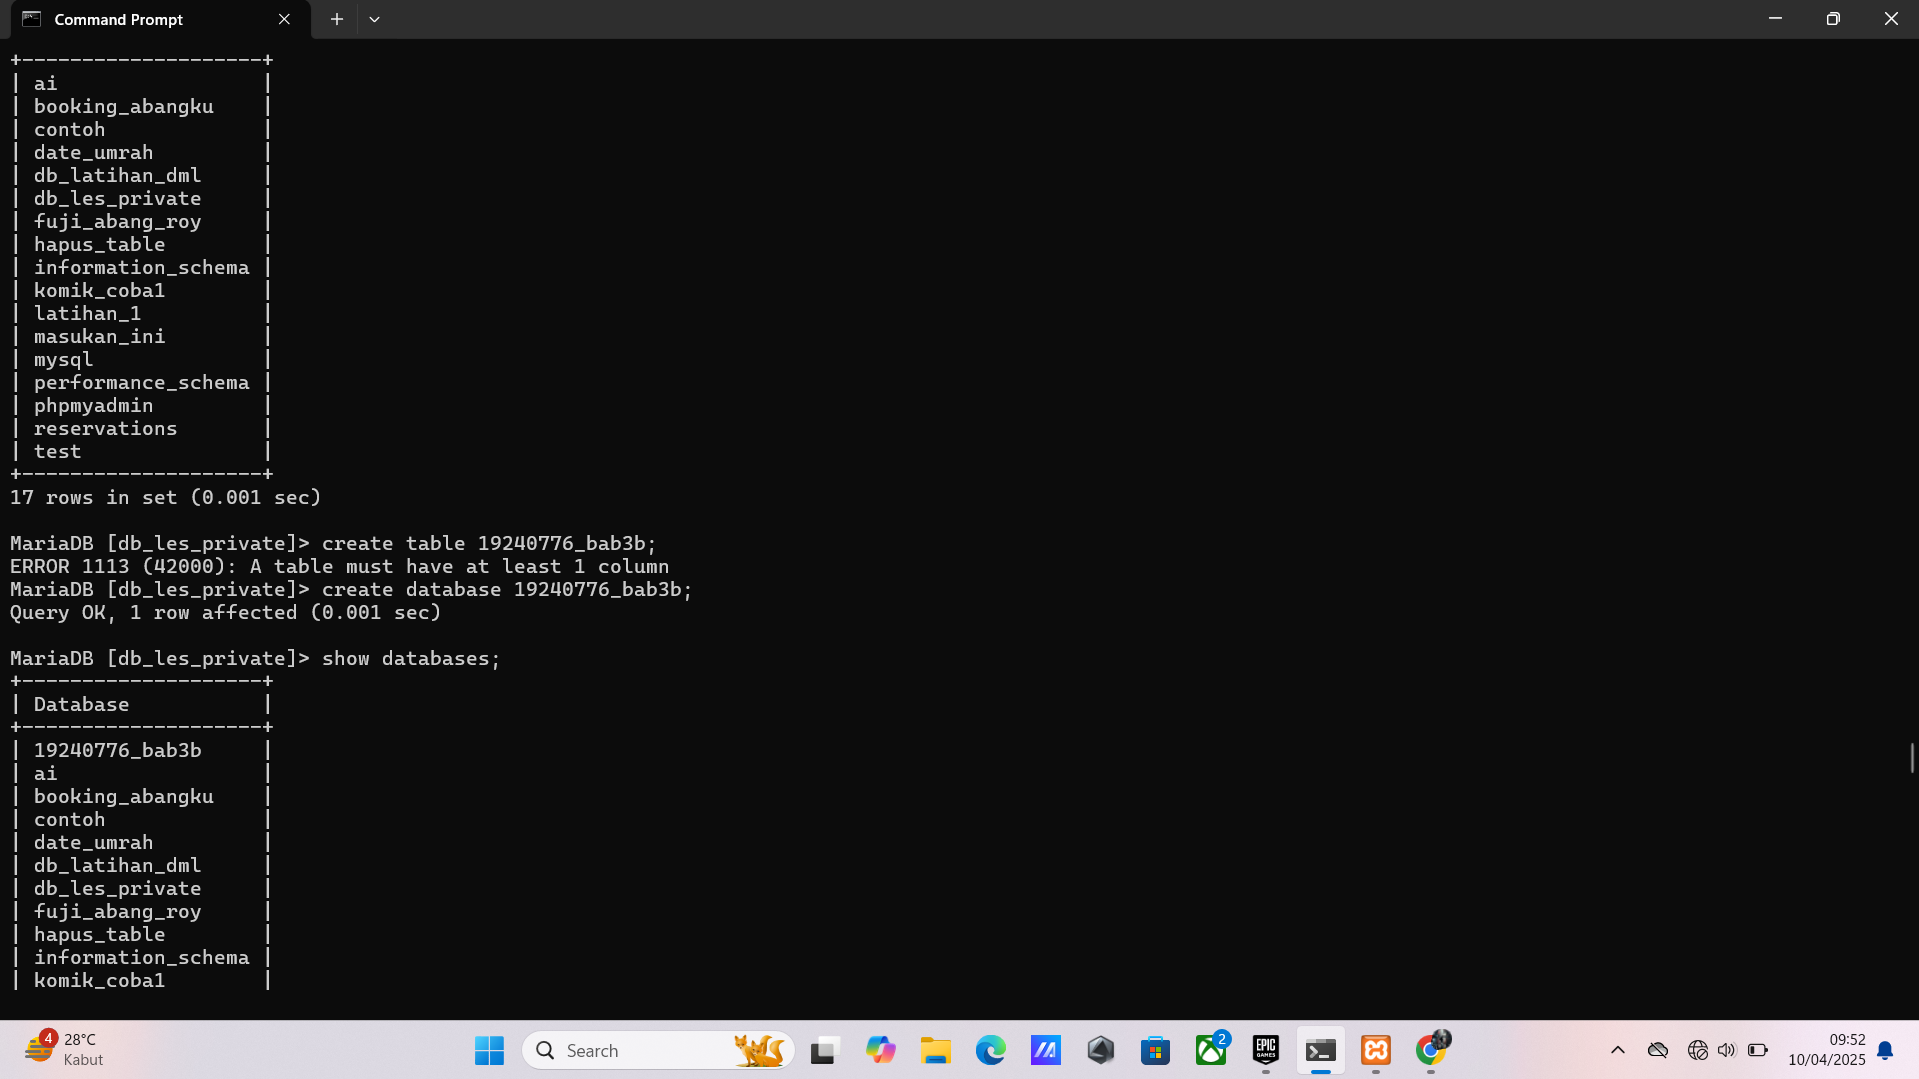 Command Prompt
+--------------------+
| ai                 |
| booking_abangku    |
| contoh             |
| date_umrah         |
| db_latihan_dml     |
| db_les_private     |
| fuji_abang_roy     |
| hapus_table        |
| information_schema |
| komik_coba1        |
| latihan_1          |
| masukan_ini        |
| mysql              |
| performance_schema |
| phpmyadmin         |
| reservations       |
| test               |
+--------------------+
17 rows in set (0.001 sec)
MariaDB [db_les_private]> create table 19240776_bab3b;
ERROR 1113 (42000): A table must have at least 1 column
MariaDB [db_les_private]> create database 19240776_bab3b;
Query OK, 1 row affected (0.001 sec)
MariaDB [db_les_private]> show databases;
+--------------------+
| Database           |
+--------------------+
| 19240776_bab3b     |
| ai                 |
| booking_abangku    |
| contoh             |
| date_umrah         |
| db_latihan_dml     |
| db_les_private     |
| fuji_abang_roy     |
| hapus_table        |
| information_schema |
| komik_coba1        |
4
28°C
Kabut
Search
2
EPIC
GAMES
09:52
10/04/2025